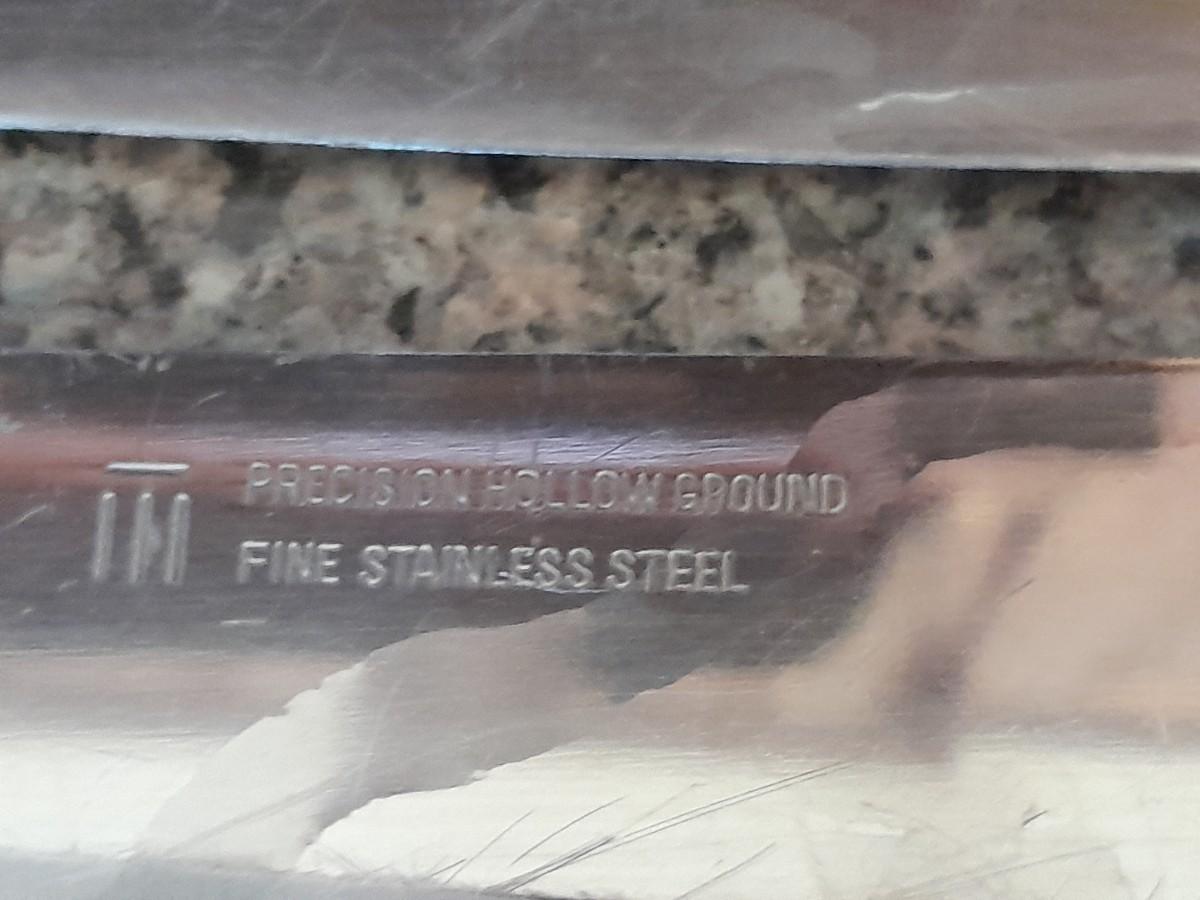 PRECISION HOLLOW GROUND
FINE STAINLESS STEEL